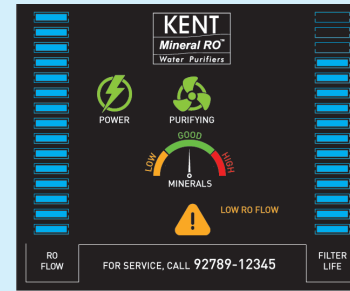 KENT
Mineral RO™
Water Purifiers
POWER
PURIFYING
LOW GOOD HIGH
MINERALS
LOW RO FLOW
RO
FLOW
FOR SERVICE, CALL 92789-12345
FILTER
LIFE